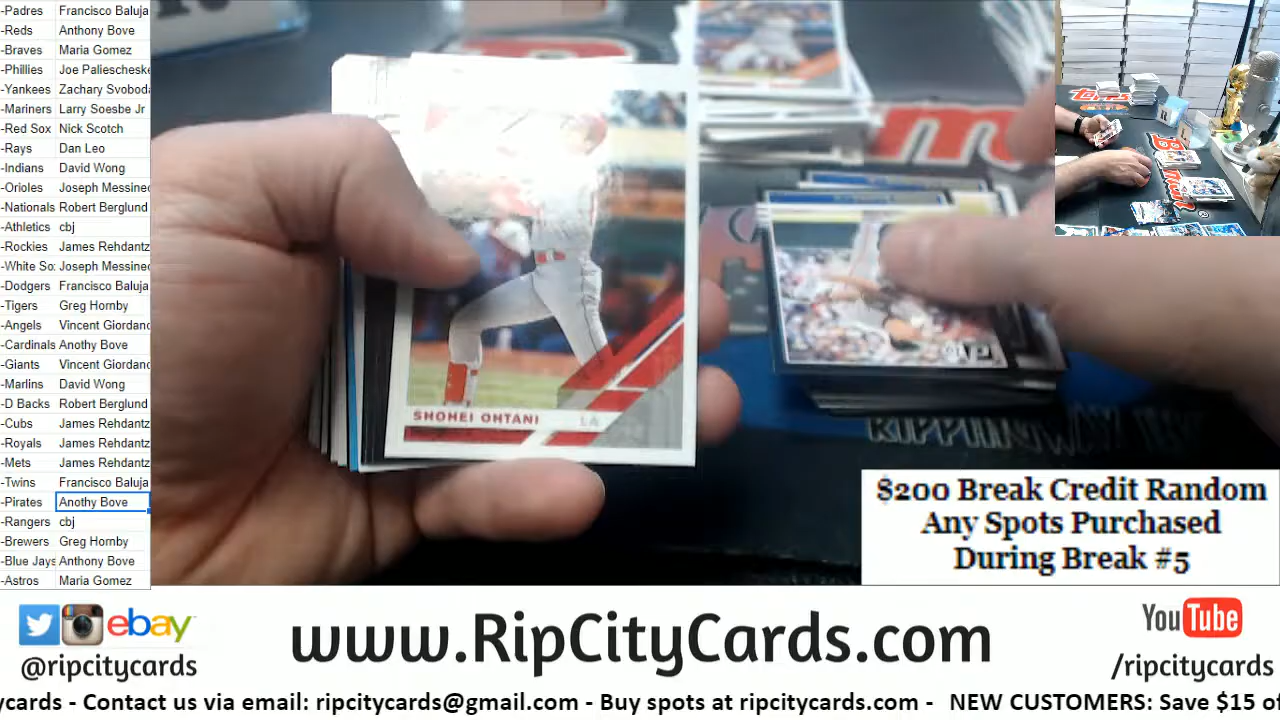 -Padres Francisco Baluja
-Reds Anthony Bove
-Braves Maria Gomez
-Phillies Joe Paliescheske
-Yankees Zachary Svoboda
-Mariners Larry Soesbe Jr
-Red Sox Nick Scotch
-Rays Dan Leo
-Indians David Wong
-Orioles Joseph Messineo
-Nationals Robert Berglund
-Athletics cbj
-Rockies James Rehdantz
-White So Joseph Messineo
-Dodgers Francisco Baluja
-Tigers Greg Hornby
-Angels Vincent Giordano
-Cardinals Anothy Bove
-Giants Vincent Giordano
-Marlins David Wong
-D Backs Robert Berglund
-Cubs James Rehdantz
-Royals James Rehdantz
-Mets James Rehdantz
-Twins Francisco Baluja
-Pirates Anothy Bove
-Rangers cbj
-Brewers Greg Hornby
-Blue Jays Anthony Bove
-Astros Maria Gomez
SHOHEI OHTANI LA
Topps
RIPPIN WAY
$200 Break Credit Random
Any Spots Purchased
During Break #5
ebay
@ripcitycards
www.RipCityCards.com
YouTube
/ripcitycards
ycards - Contact us via email: ripcitycards@gmail.com - Buy spots at ripcitycards.com - NEW CUSTOMERS: Save $15 of